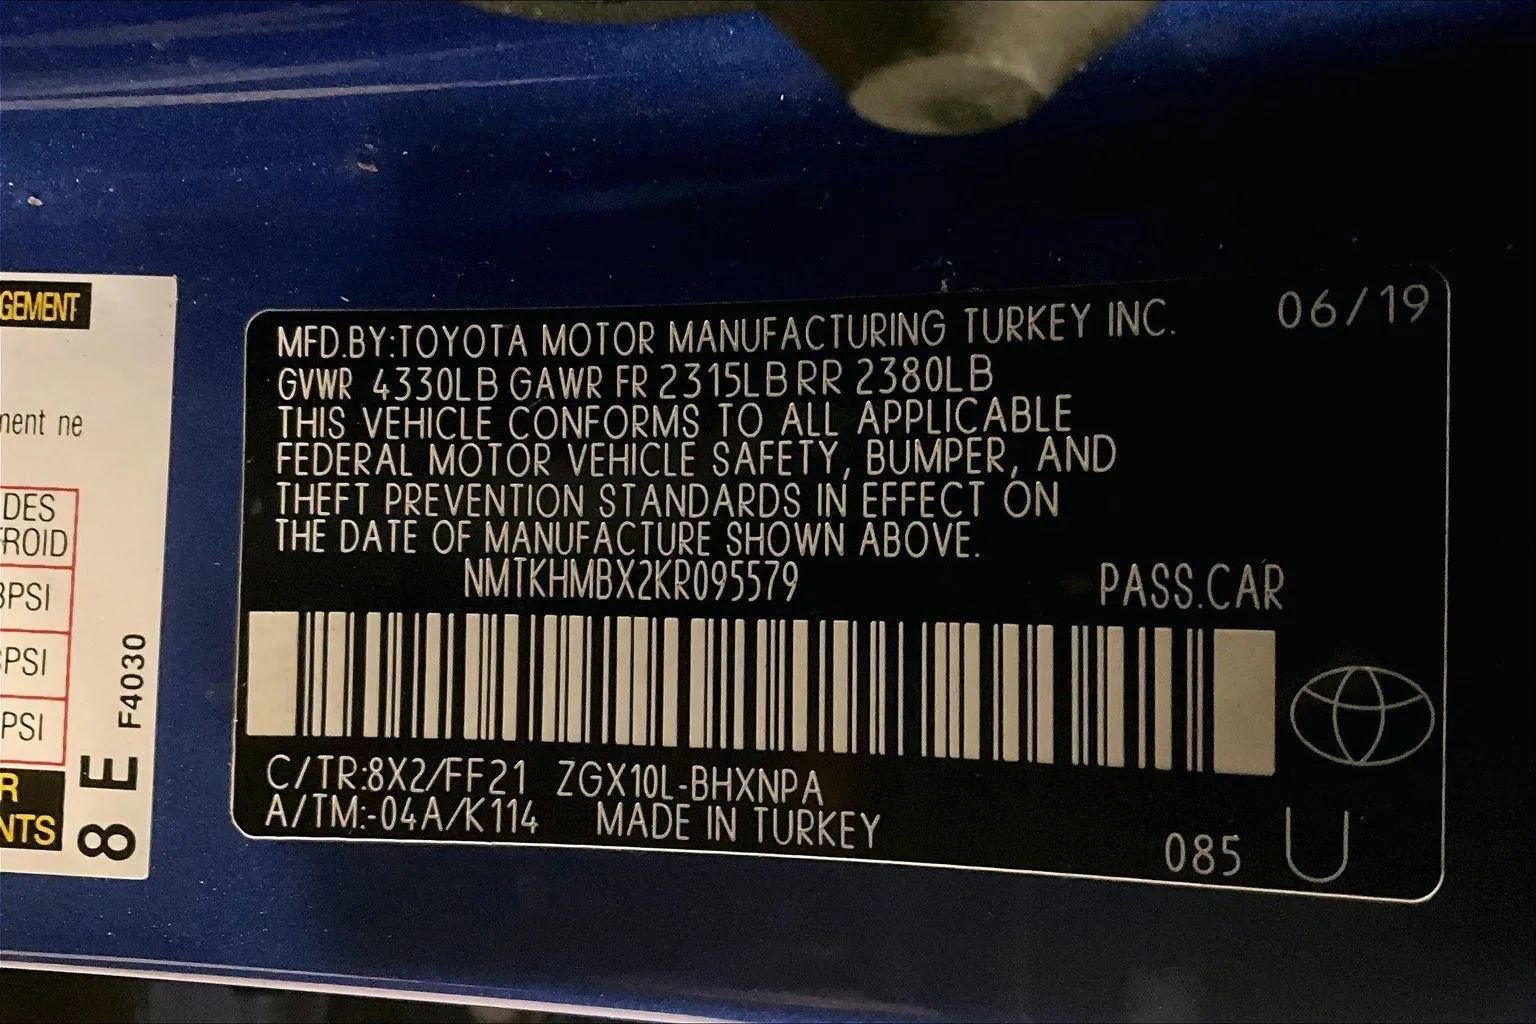 GEMENT
ment ne
DES
FROID
PSI
PSI
PSI
R
NTS
8 E
F4030
06/19
MFD.BY:TOYOTA MOTOR MANUFACTURING TURKEY INC.
GVWR 4330LB GAWR FR 2315LB RR 2380LB
THIS VEHICLE CONFORMS TO ALL APPLICABLE
FEDERAL MOTOR VEHICLE SAFETY, BUMPER, AND
THEFT PREVENTION STANDARDS IN EFFECT ON
THE DATE OF MANUFACTURE SHOWN ABOVE.
NMTKHMBX2KR095579 PASS.CAR
C/TR:8X2/FF21 ZGX10L-BHXNPA
A/TM:-04A/K114 MADE IN TURKEY
085 U